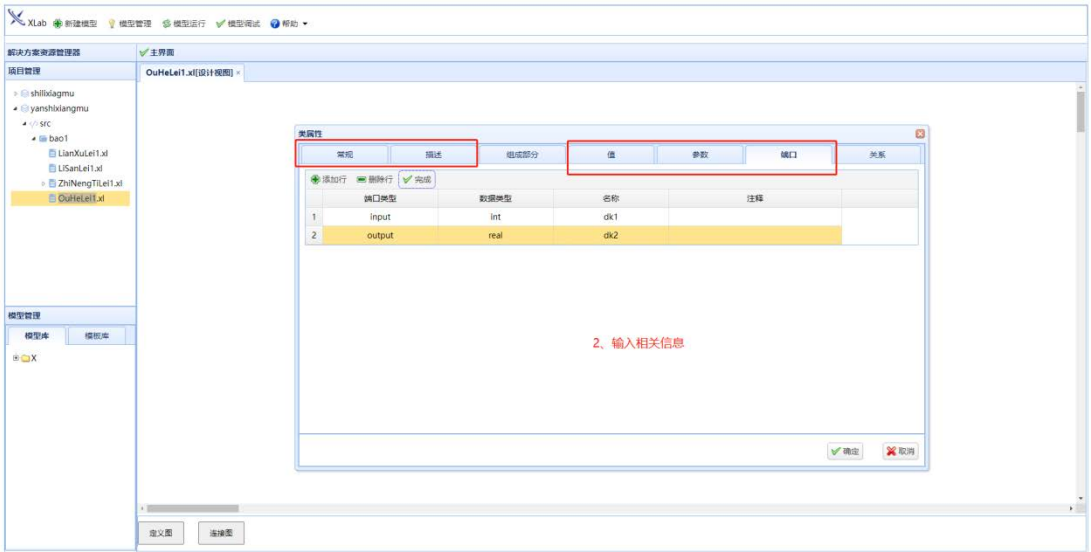 XLab 新建模型 模型管理 模型运行 模型调试 帮助
解决方案资源管理器 主界面
项目管理 OuHeLei1.xl[设计视图] ×
shilixiagmu
yanshixiangmu
src
bao1
LianXuLei1.xl
LiSanLei1.xl
ZhiNengTiLei1.xl
OuHeLei1.xl
类属性
常规 描述 组成部分 值 参数 端口 关系
添加行 删除行 完成
端口类型 数据类型 名称 注释
1 input int dk1
2 output real dk2
2、输入相关信息
模型管理
模型库 模板库
X
确定 取消
定义图 连接图